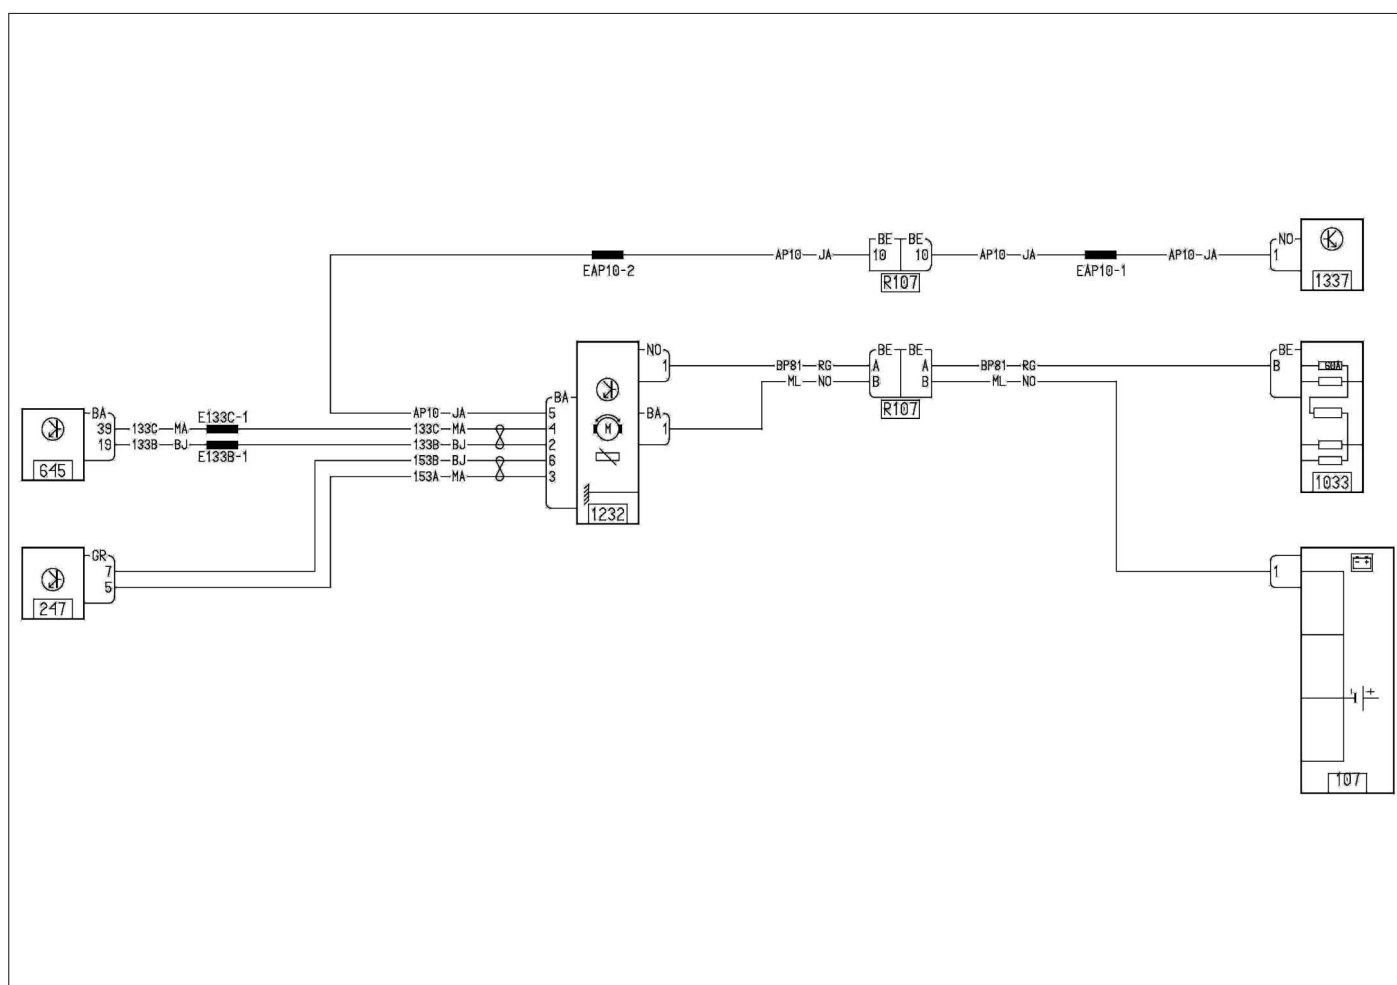 BE BE NO
AP10 JA 10 10 AP10 JA AP10 JA 1
EAP10-2 EAP10-1
R107 1337
NO BE BE BE
1 BP81 RG A A BP81 RG B 60A
ML NO B B ML NO
R107
BA
BA E133C-1 AP10 JA 5 BA
39 133C MA 133C MA 4 M 1
19 133B BJ 133B BJ 2
E133B-1
645 153B BJ 6
153A MA 3 1033
1232
GR
7 1
5
247
- +
107